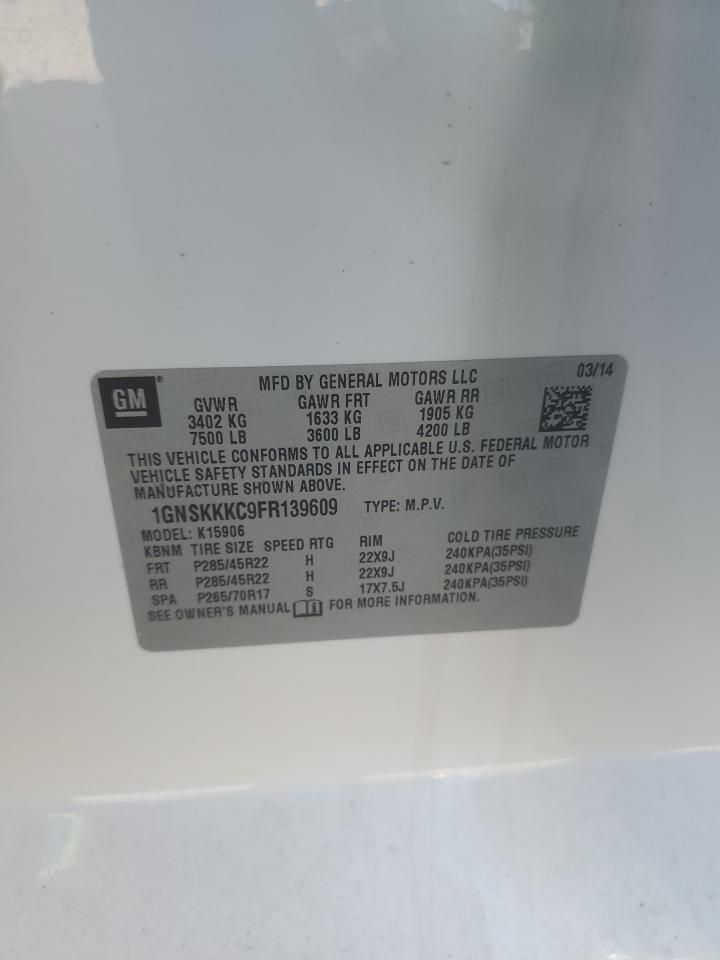 GM®
MFD BY GENERAL MOTORS LLC 03/14
GVWR GAWR FRT GAWR RR
3402 KG 1633 KG 1905 KG
7500 LB 3600 LB 4200 LB
THIS VEHICLE CONFORMS TO ALL APPLICABLE U.S. FEDERAL MOTOR
VEHICLE SAFETY STANDARDS IN EFFECT ON THE DATE OF
MANUFACTURE SHOWN ABOVE.
1GNSKKKC9FR139609 TYPE: M.P.V.
MODEL: K15906
KBNM TIRE SIZE SPEED RTG RIM COLD TIRE PRESSURE
FRT P285/45R22 H 22X9J 240KPA(35PSI)
RR P285/45R22 H 22X9J 240KPA(35PSI)
SPA P265/70R17 S 17X7.5J 240KPA(35PSI)
SEE OWNER'S MANUAL FOR MORE INFORMATION.